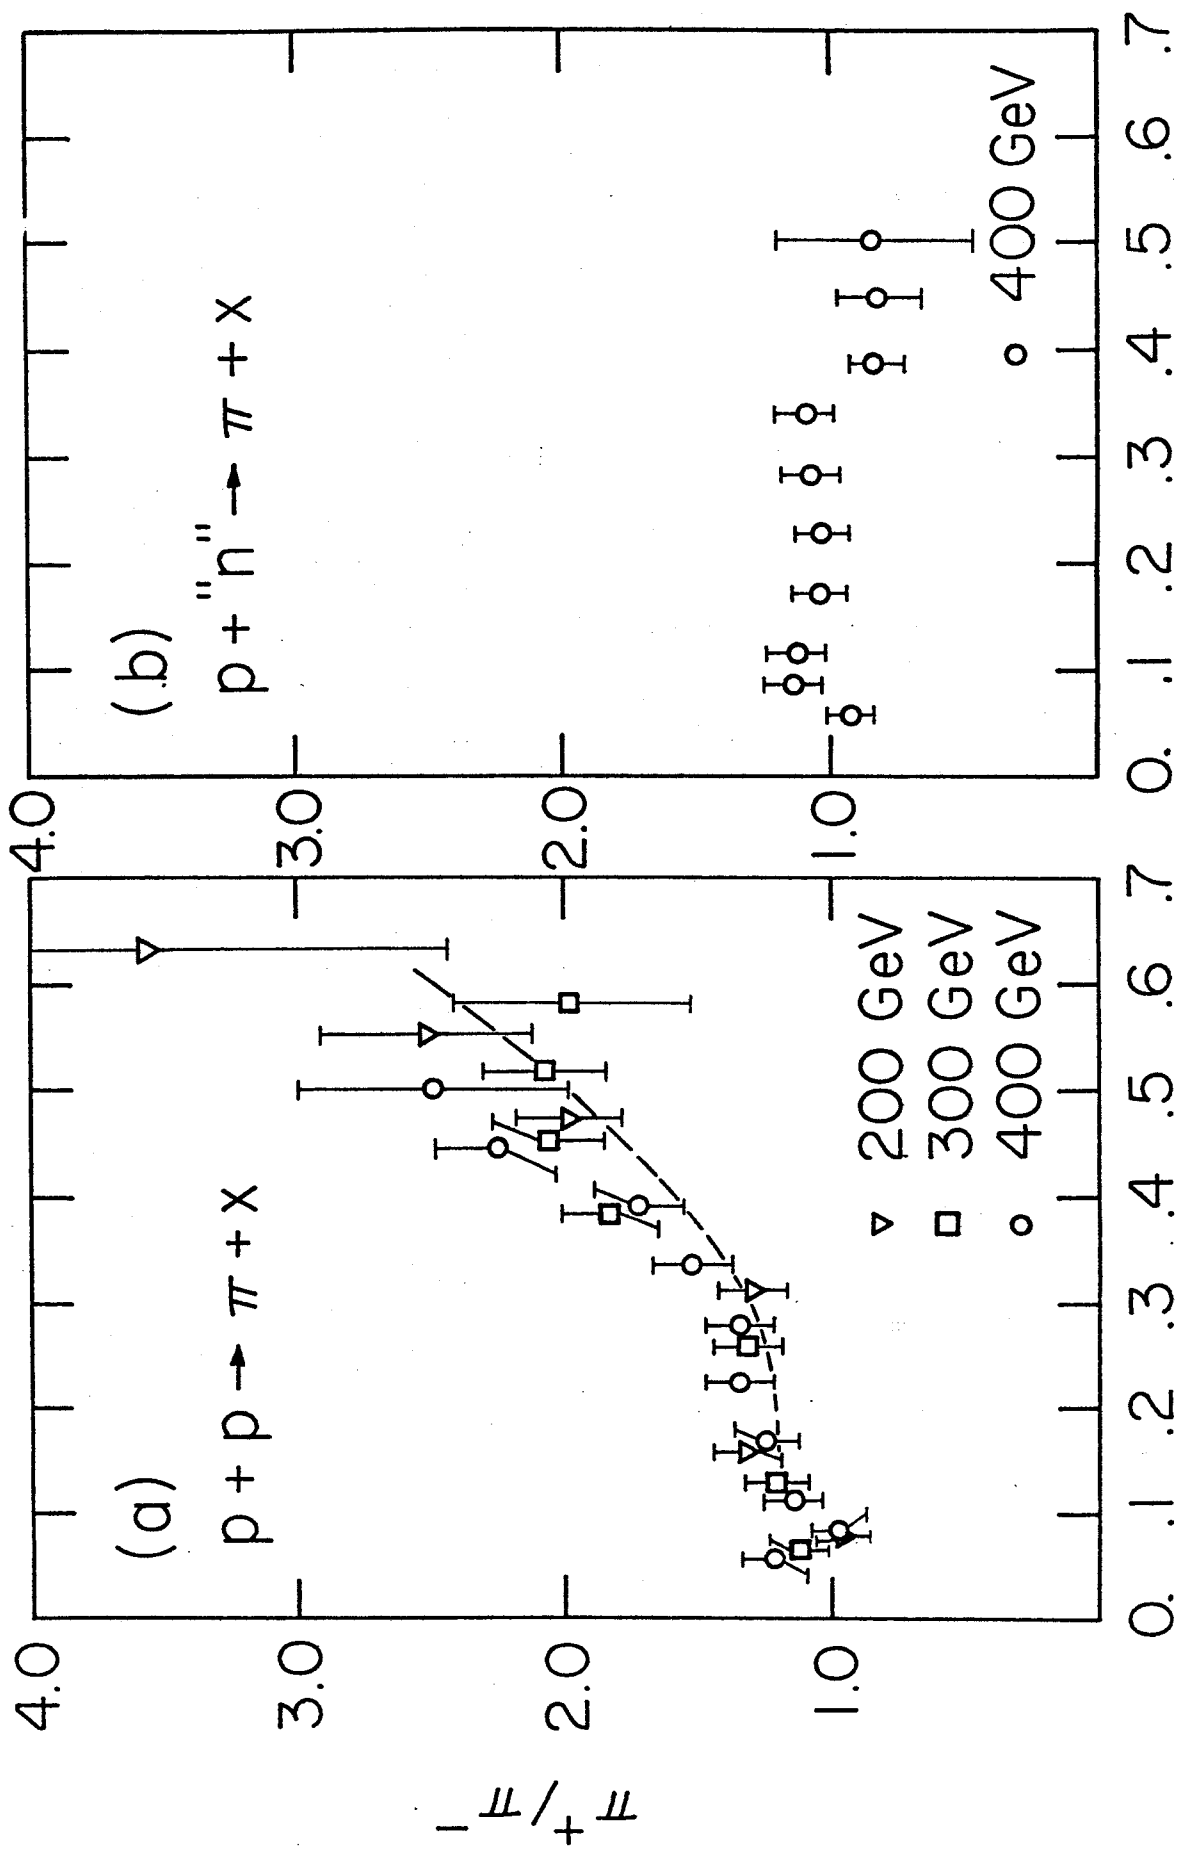 π⁺/π⁻
(a)
p + p → π + X
4.0
3.0
2.0
1.0
▽ 200 GeV
□ 300 GeV
○ 400 GeV
0. .1 .2 .3 .4 .5 .6 .7
(b)
p + "n" → π + X
4.0
3.0
2.0
1.0
○ 400 GeV
0. .1 .2 .3 .4 .5 .6 .7